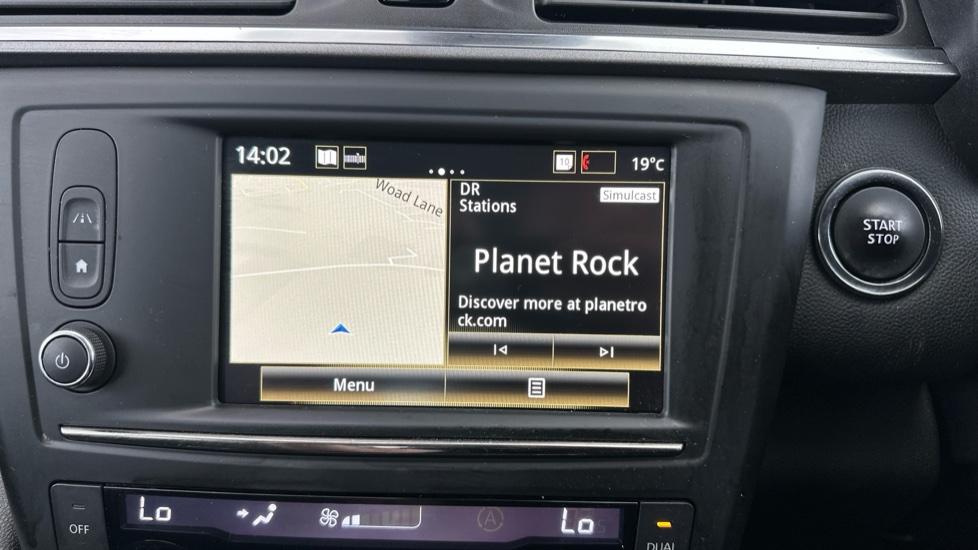 14:02
10
19°C
Woad Lane
DR
Stations
Simulcast
Planet Rock
Discover more at planetro
ck.com
Menu
START
STOP
OFF
Lo
A
Lo
DUAL